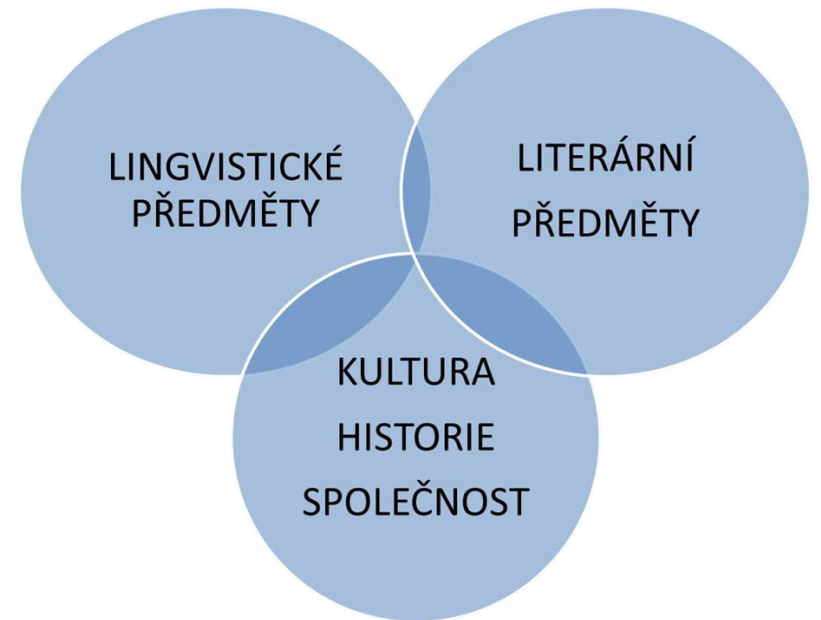 LINGVISTICKÉ
PŘEDMĚTY
LITERÁRNÍ
PŘEDMĚTY
KULTURA
HISTORIE
SPOLEČNOST